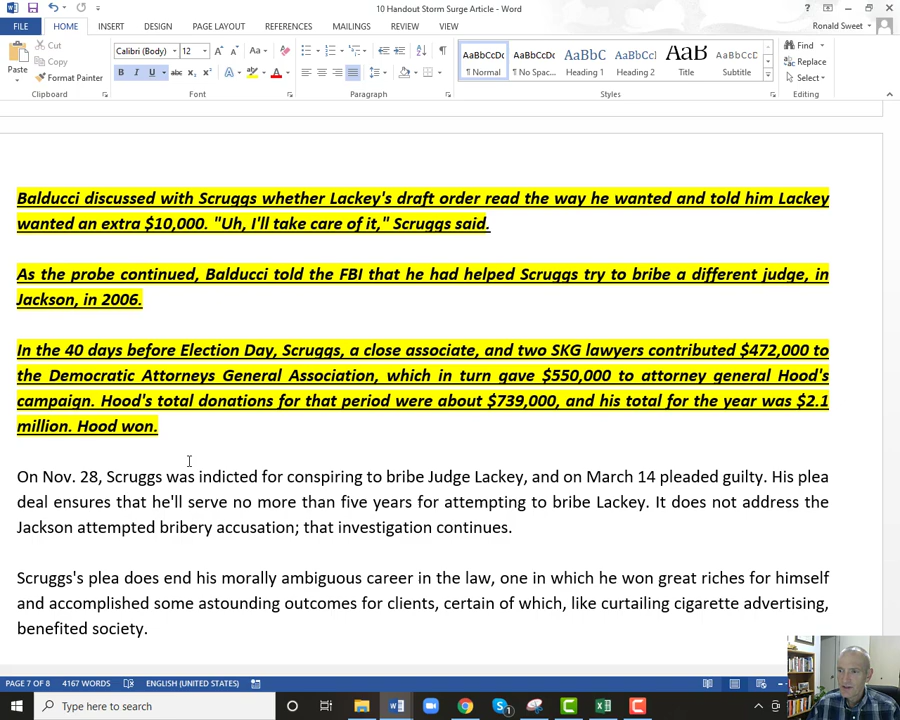 10 Handout Storm Surge Article - Word
FILE HOME INSERT DESIGN PAGE LAYOUT REFERENCES MAILINGS REVIEW VIEW Ronald Sweet
Paste
Cut
Copy
Format Painter
Calibri (Body) 12
B I U abc
AaBbCcDc AaBbCcDc AaBbC AaBbCcl AaBb AaBbCcD
¶ Normal ¶ No Spac... Heading 1 Heading 2 Title Subtitle
Find
Replace
Select
Clipboard Font Paragraph Styles Editing
Balducci discussed with Scruggs whether Lackey's draft order read the way he wanted and told him Lackey
wanted an extra $10,000. "Uh, I'll take care of it," Scruggs said.
As the probe continued, Balducci told the FBI that he had helped Scruggs try to bribe a different judge, in
Jackson, in 2006.
In the 40 days before Election Day, Scruggs, a close associate, and two SKG lawyers contributed $472,000 to
the Democratic Attorneys General Association, which in turn gave $550,000 to attorney general Hood's
campaign. Hood's total donations for that period were about $739,000, and his total for the year was $2.1
million. Hood won.
On Nov. 28, Scruggs was indicted for conspiring to bribe Judge Lackey, and on March 14 pleaded guilty. His plea
deal ensures that he'll serve no more than five years for attempting to bribe Lackey. It does not address the
Jackson attempted bribery accusation; that investigation continues.
Scruggs's plea does end his morally ambiguous career in the law, one in which he won great riches for himself
and accomplished some astounding outcomes for clients, certain of which, like curtailing cigarette advertising,
benefited society.
PAGE 7 OF 8 4167 WORDS ENGLISH (UNITED STATES)
Type here to search